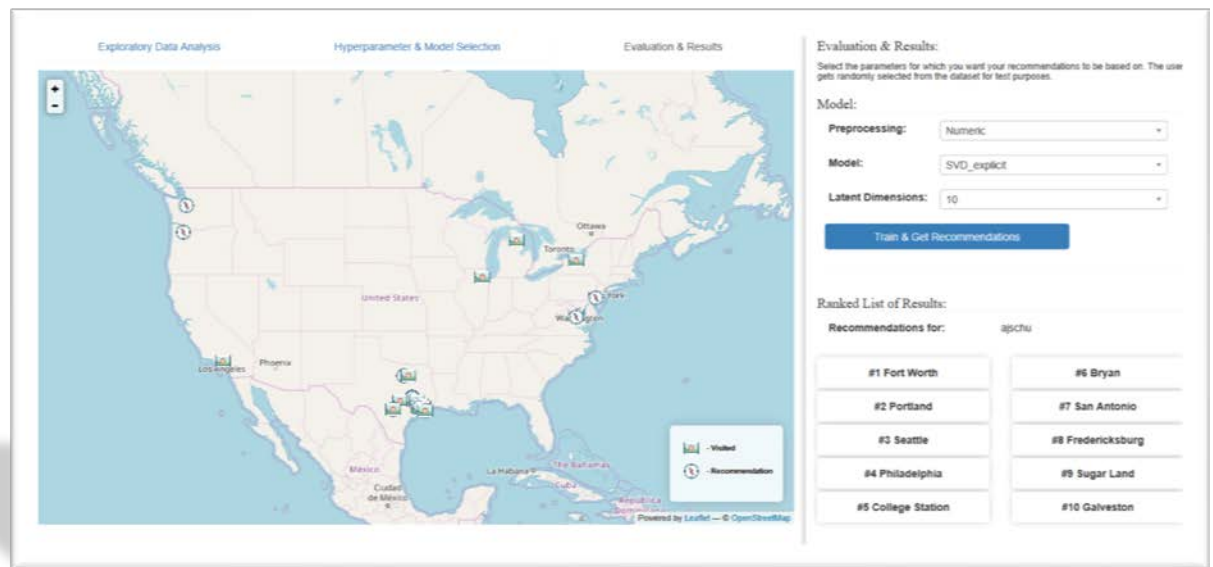 Exploratory Data Analysis
Hyperparameter & Model Selection
Evaluation & Results
+
-
Ottawa
Toronto
United States
York
Los Angeles
Phoenix
México
Ciudad
de México
La Habana
Cuba
The Bahamas
- Visited
- Recommendation
Powered by Leaflet — © OpenStreetMap
Evaluation & Results:
Select the parameters for which you want your recommendations to be based on. The user
gets randomly selected from the dataset for test purposes.
Model:
Preprocessing: Numeric
Model: SVD_explicit
Latent Dimensions: 10
Train & Get Recommendations
Ranked List of Results:
Recommendations for: ajschu
#1 Fort Worth
#2 Portland
#3 Seattle
#4 Philadelphia
#5 College Station
#6 Bryan
#7 San Antonio
#8 Fredericksburg
#9 Sugar Land
#10 Galveston